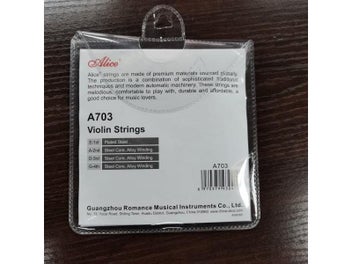 Alice
Alice strings are made of premium materials sourced globally.
The production is a combination of sophisticated traditional
techniques and modern automatic machinery. These strings are
melodious, comfortable to play with, durable and affordable, a
good choice for music lovers.
A703
Violin Strings
E-1st Plated Steel
A-2nd Steel Core, Alloy Winding
D-3rd Steel Core, Alloy Winding
G-4th Steel Core, Alloy Winding
A703
Guangzhou Romance Musical Instruments Co., Ltd.